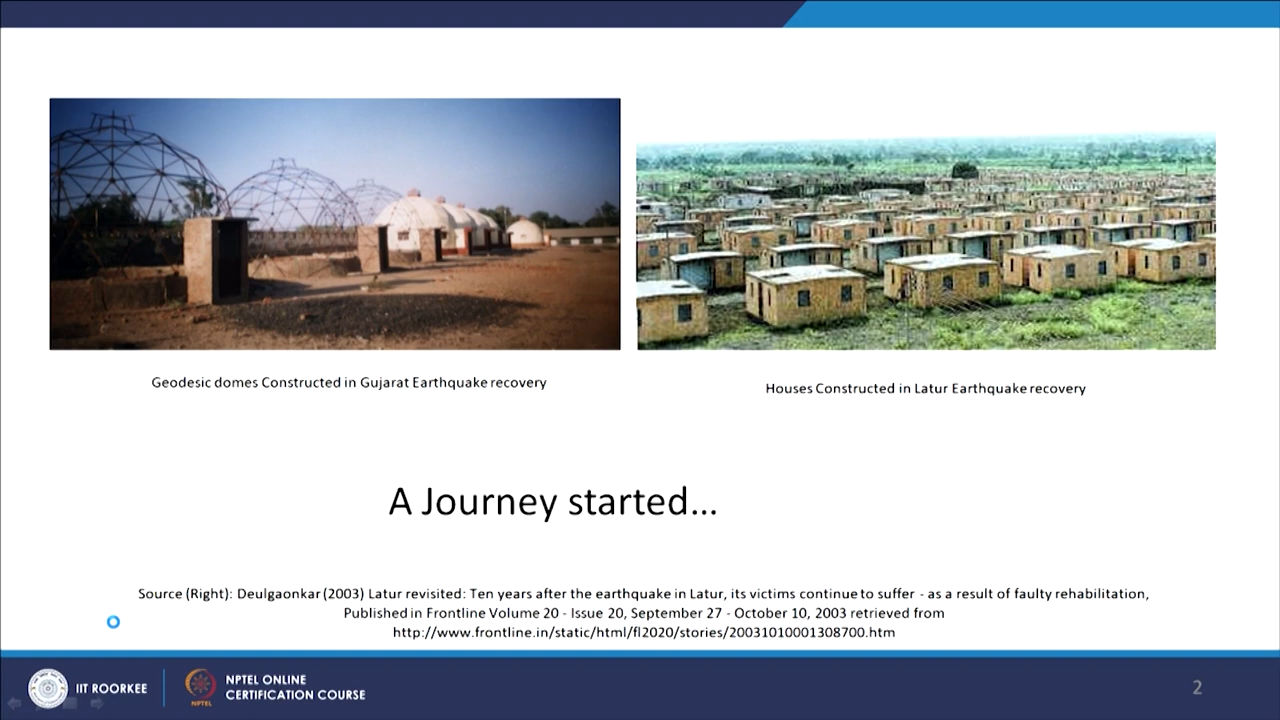 Geodesic domes Constructed in Gujarat Earthquake recovery
Houses Constructed in Latur Earthquake recovery
A Journey started...
Source (Right): Deulgaonkar (2003) Latur revisited: Ten years after the earthquake in Latur, its victims continue to suffer - as a result of faulty rehabilitation,
Published in Frontline Volume 20 - Issue 20, September 27 - October 10, 2003 retrieved from
http://www.frontline.in/static/html/fl2020/stories/20031010001308700.htm
IIT ROORKEE
NPTEL
NPTEL ONLINE
CERTIFICATION COURSE
2